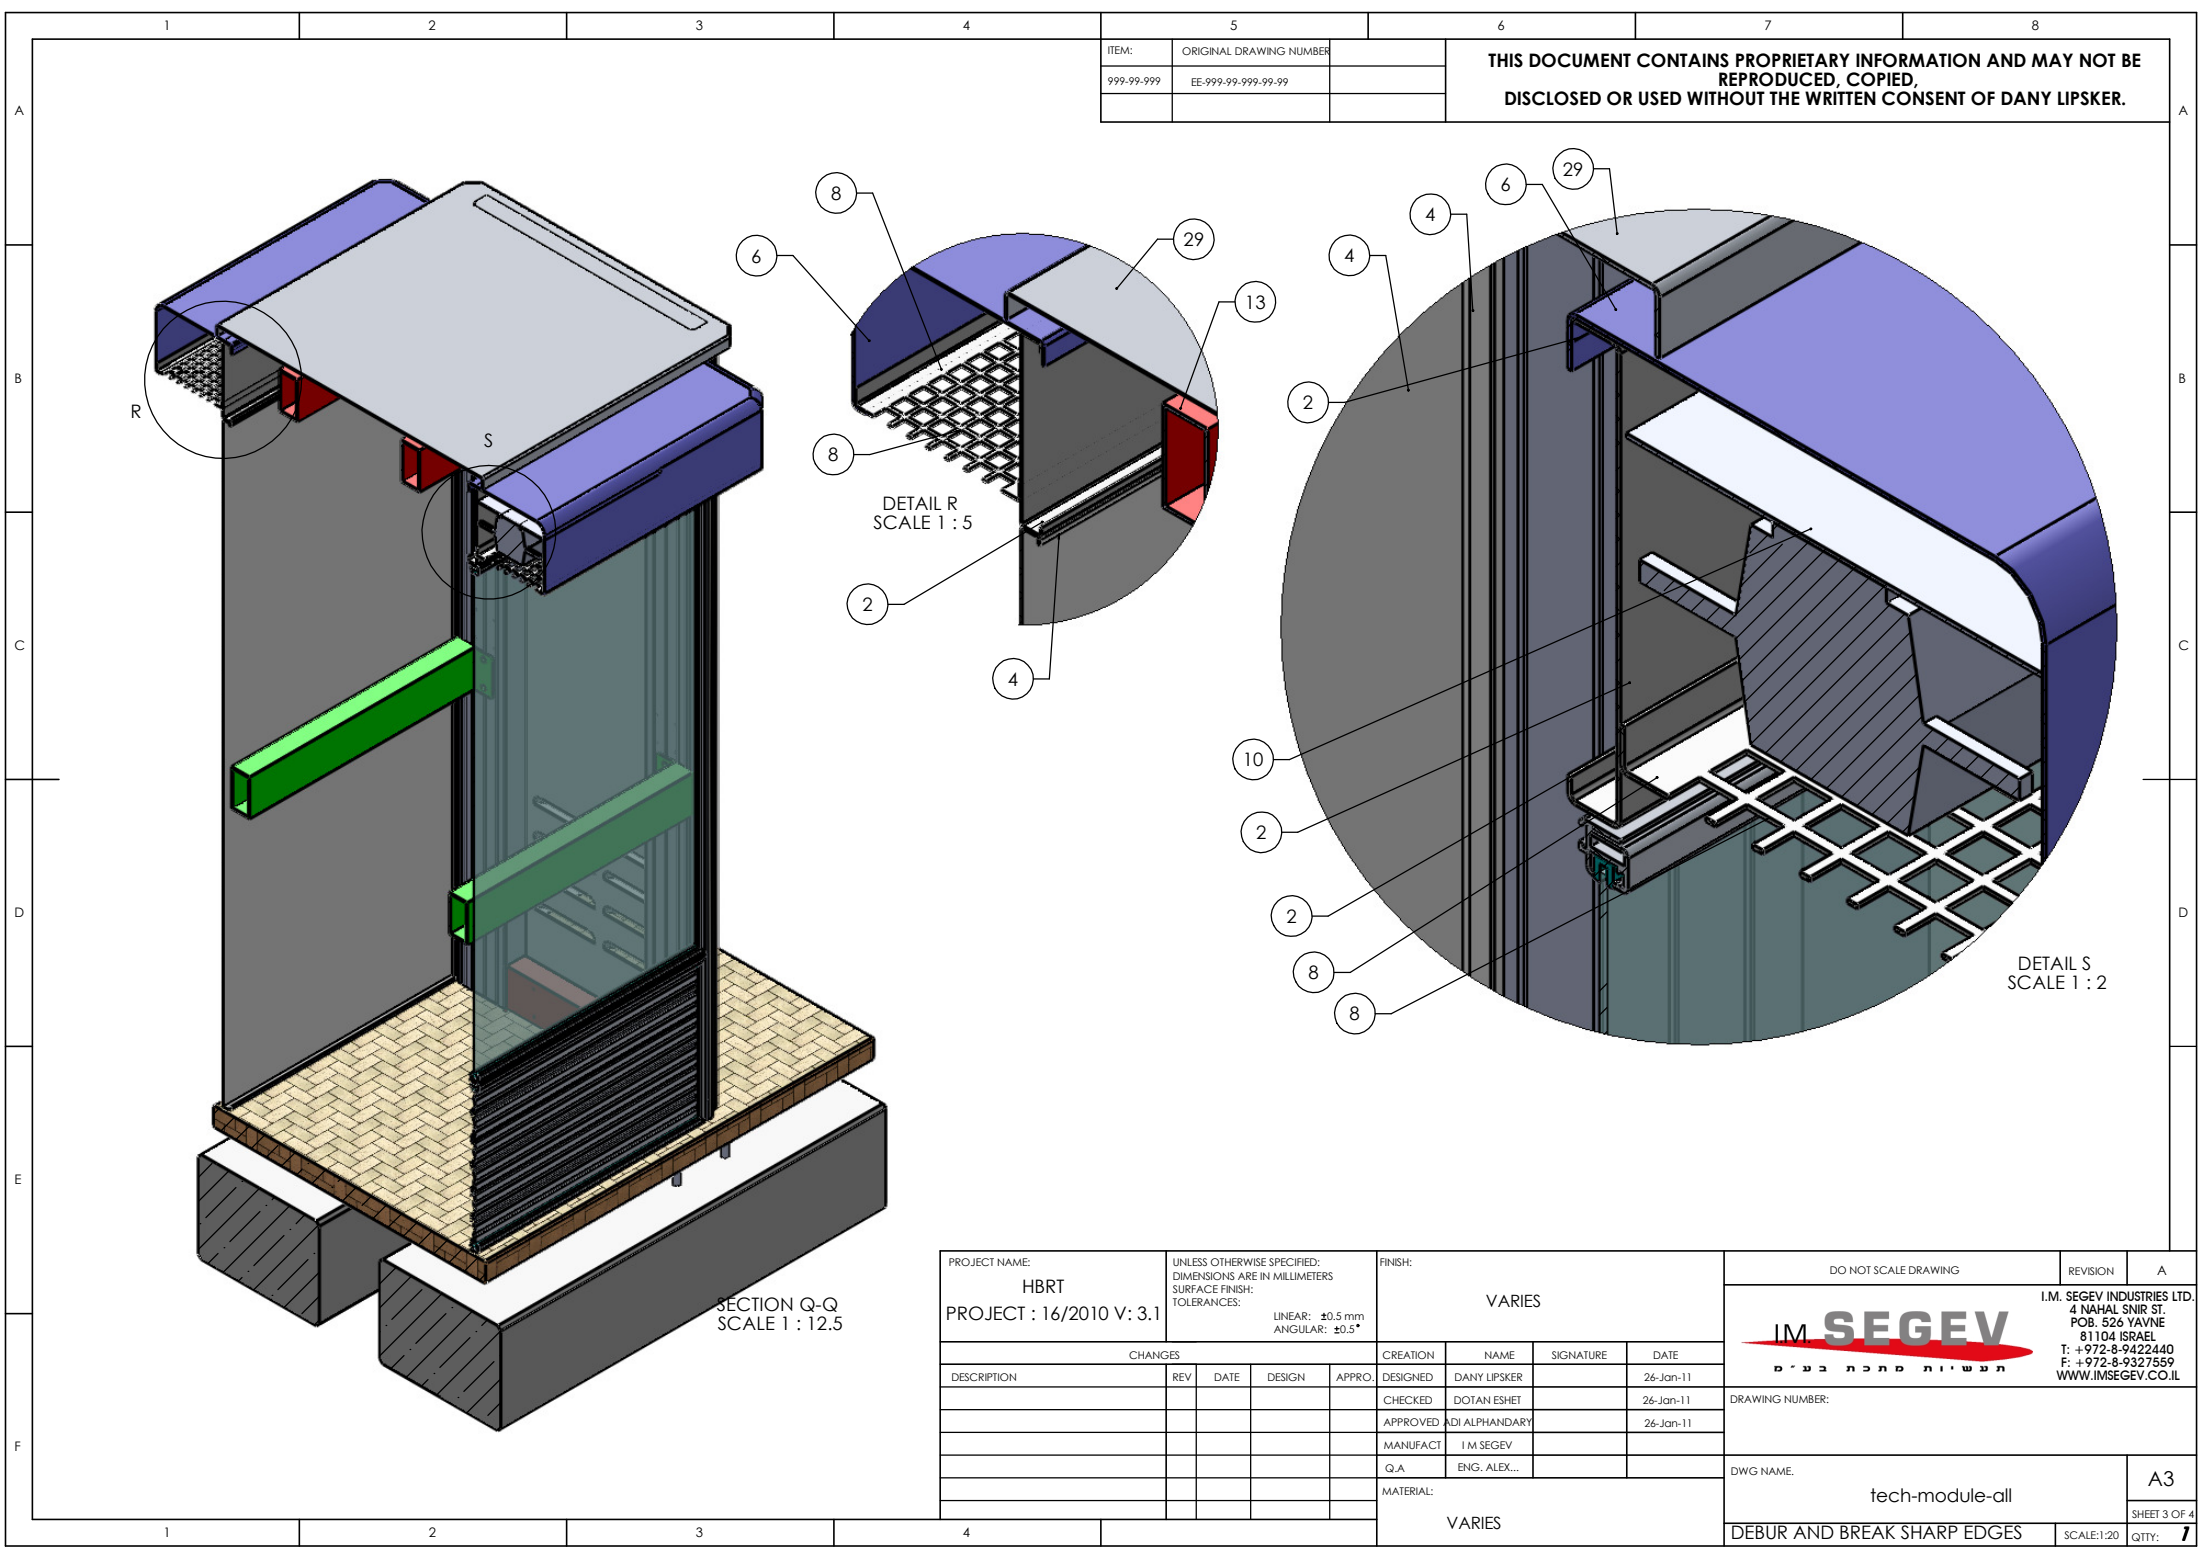 1 2 3 4 5 6 7 8
A
B
C
D
E
F
A
B
C
D
ITEM: ORIGINAL DRAWING NUMBER
999-99-999 EE-999-99-999-99-99
THIS DOCUMENT CONTAINS PROPRIETARY INFORMATION AND MAY NOT BE
REPRODUCED, COPIED,
DISCLOSED OR USED WITHOUT THE WRITTEN CONSENT OF DANY LIPSKER.
R
S
SECTION Q-Q
SCALE 1 : 12.5
8
6
29
13
8
2
4
DETAIL R
SCALE 1 : 5
29
6
4
4
2
10
2
2
8
8
DETAIL S
SCALE 1 : 2
PROJECT NAME:
HBRT
PROJECT : 16/2010 V: 3.1
UNLESS OTHERWISE SPECIFIED:
DIMENSIONS ARE IN MILLIMETERS
SURFACE FINISH:
TOLERANCES:
LINEAR: ±0.5 mm
ANGULAR: ±0.5°
FINISH:
VARIES
CHANGES
DESCRIPTION REV DATE DESIGN APPRO.
CREATION NAME SIGNATURE DATE
DESIGNED DANY LIPSKER 26-Jan-11
CHECKED DOTAN ESHET 26-Jan-11
APPROVED ADI ALPHANDARY 26-Jan-11
MANUFACT I M SEGEV
Q.A ENG. ALEX...
MATERIAL:
VARIES
DO NOT SCALE DRAWING REVISION A
I.M. SEGEV
תעשיות מתכת בע״מ
I.M. SEGEV INDUSTRIES LTD.
4 NAHAL SNIR ST.
POB. 526 YAVNE
81104 ISRAEL
T: +972-8-9422440
F: +972-8-9327559
WWW.IMSEGEV.CO.IL
DRAWING NUMBER:
DWG NAME.
tech-module-all
A3
SHEET 3 OF 4
DEBUR AND BREAK SHARP EDGES SCALE:1:20 QTTY: 1
1 2 3 4